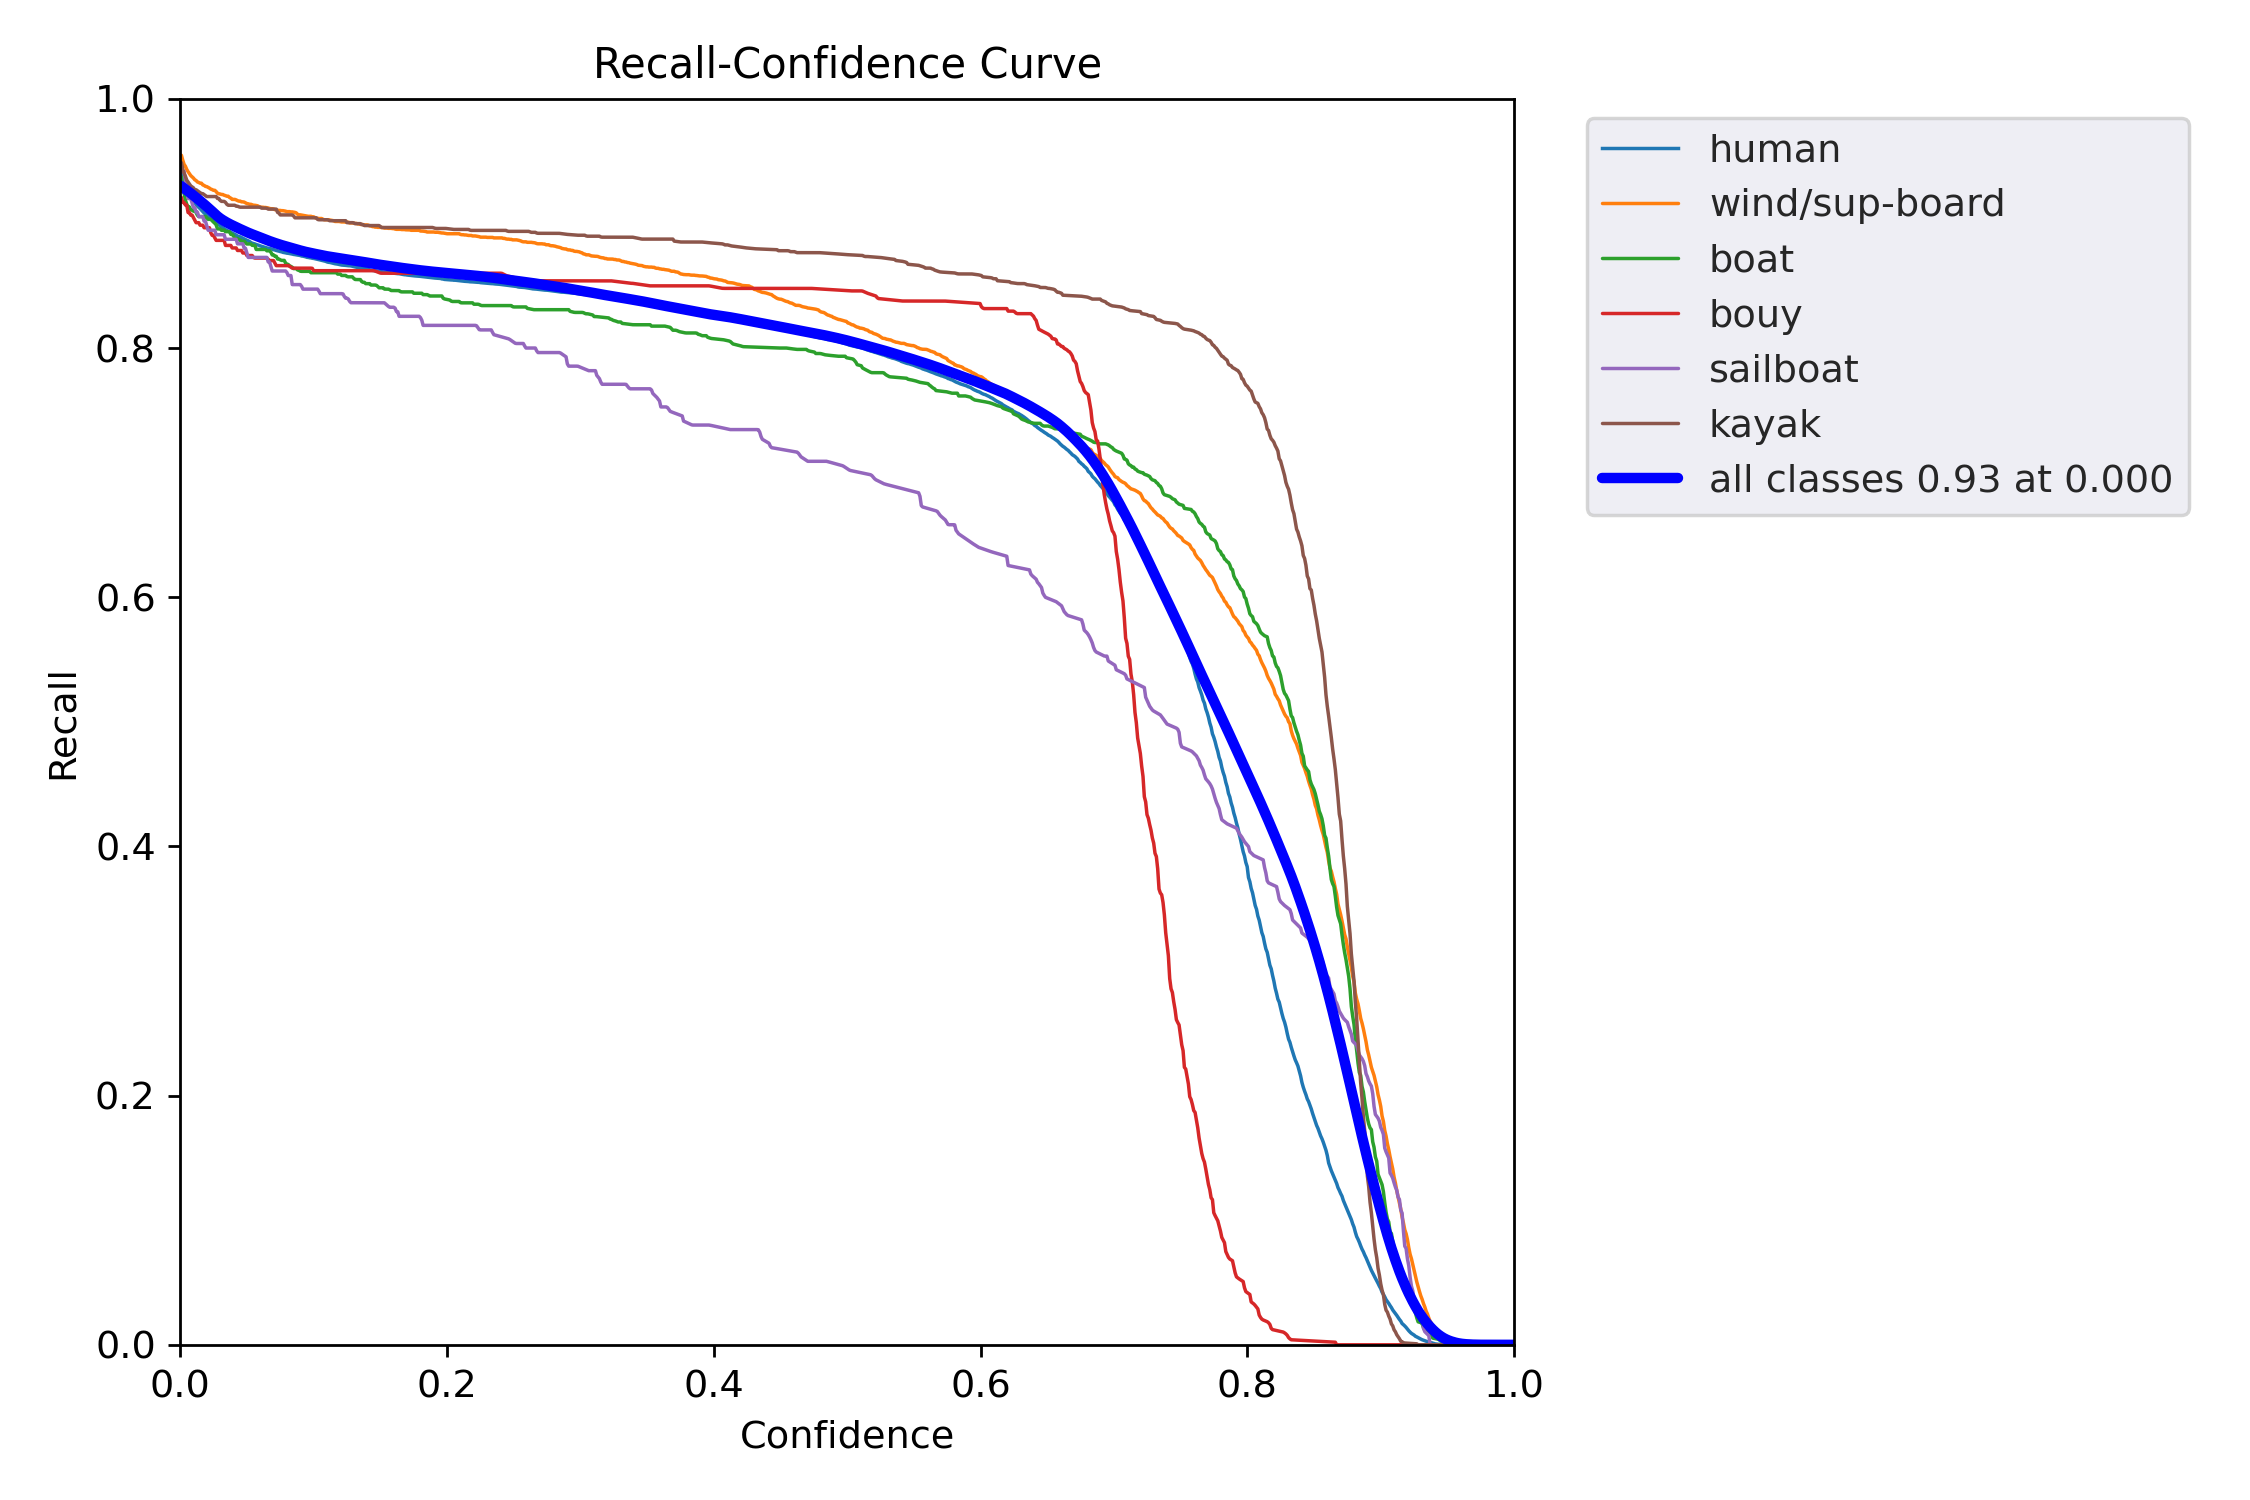 Recall-Confidence Curve
1.0
0.8
0.6
0.4
0.2
0.0
Recall
0.0 0.2 0.4 0.6 0.8 1.0
Confidence
human
wind/sup-board
boat
bouy
sailboat
kayak
all classes 0.93 at 0.000